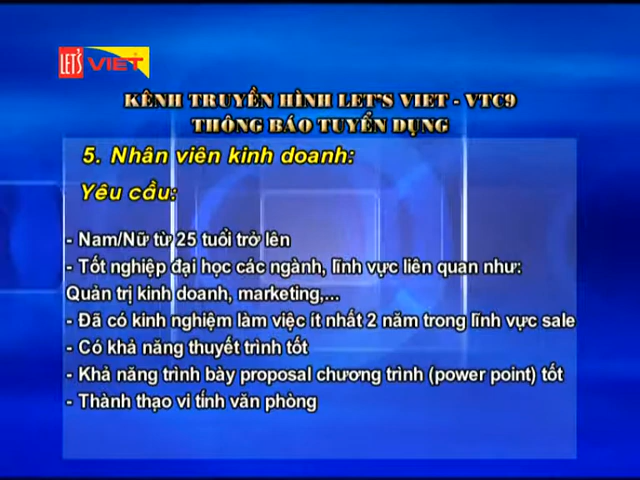 LET'S VIET
KÊNH TRUYỀN HÌNH LET'S VIET - VTC9
THÔNG BÁO TUYỂN DỤNG
5. Nhân viên kinh doanh:
Yêu cầu:
- Nam/Nữ từ 25 tuổi trở lên
- Tốt nghiệp đại học các ngành, lĩnh vực liên quan như:
Quản trị kinh doanh, marketing,...
- Đã có kinh nghiệm làm việc ít nhất 2 năm trong lĩnh vực sale
- Có khả năng thuyết trình tốt
- Khả năng trình bày proposal chương trình (power point) tốt
- Thành thạo vi tính văn phòng